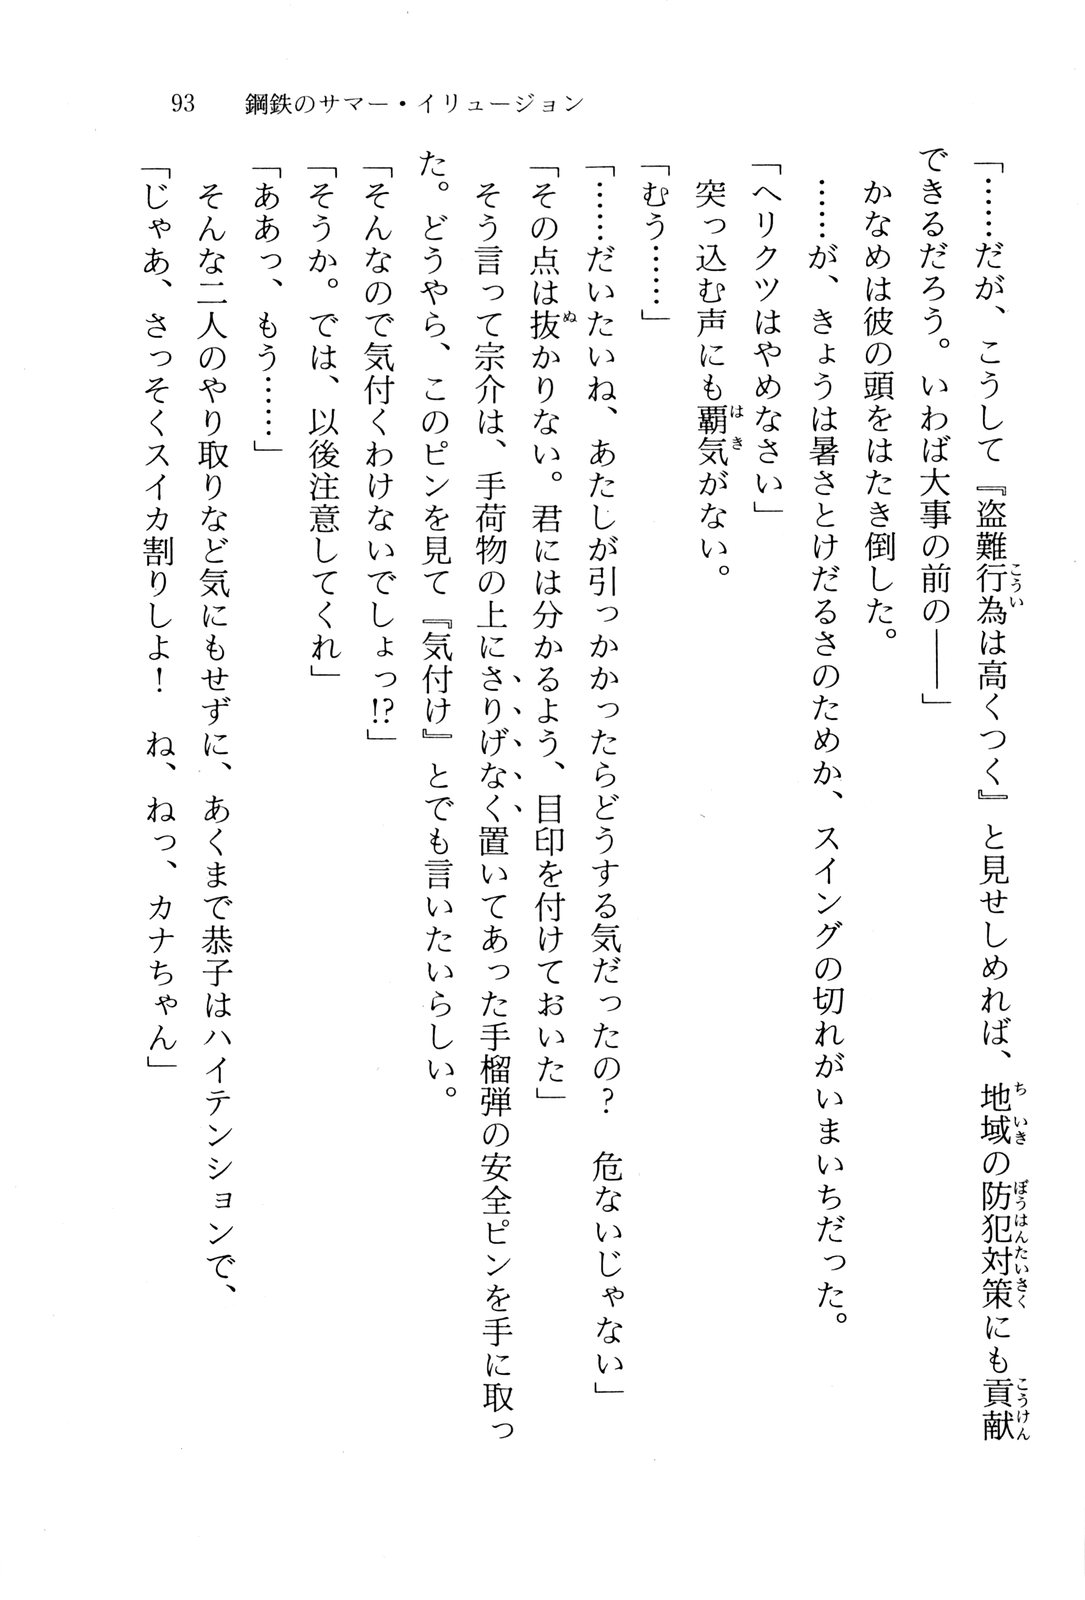 93　鋼鉄のサマー・イリュージョン
「……だが、こうして『盗難行為は高くつく』と見せしめれば、地域の防犯対策にも貢献
できるだろう。いわば大事の前の――」
　かなめは彼の頭をはたき倒した。
　……が、きょうは暑さとけだるさのためか、スイングの切れがいまいちだった。
「ヘリクツはやめなさい」
　突っ込む声にも覇気がない。
「むう……」
「……だいたいね、あたしが引っかかったらどうする気だったの？　危ないじゃない」
「その点は抜かりない。君には分かるよう、目印を付けておいた」
　そう言って宗介は、手荷物の上にさりげなく置いてあった手榴弾の安全ピンを手に取っ
た。どうやら、このピンを見て『気付け』とでも言いたいらしい。
「そんなので気付くわけないでしょっ!?」
「そうか。では、以後注意してくれ」
「ああっ、もう……」
　そんな二人のやり取りなど気にもせずに、あくまで恭子はハイテンションで、
「じゃあ、さっそくスイカ割りしよ！　ね、ねっ、カナちゃん」